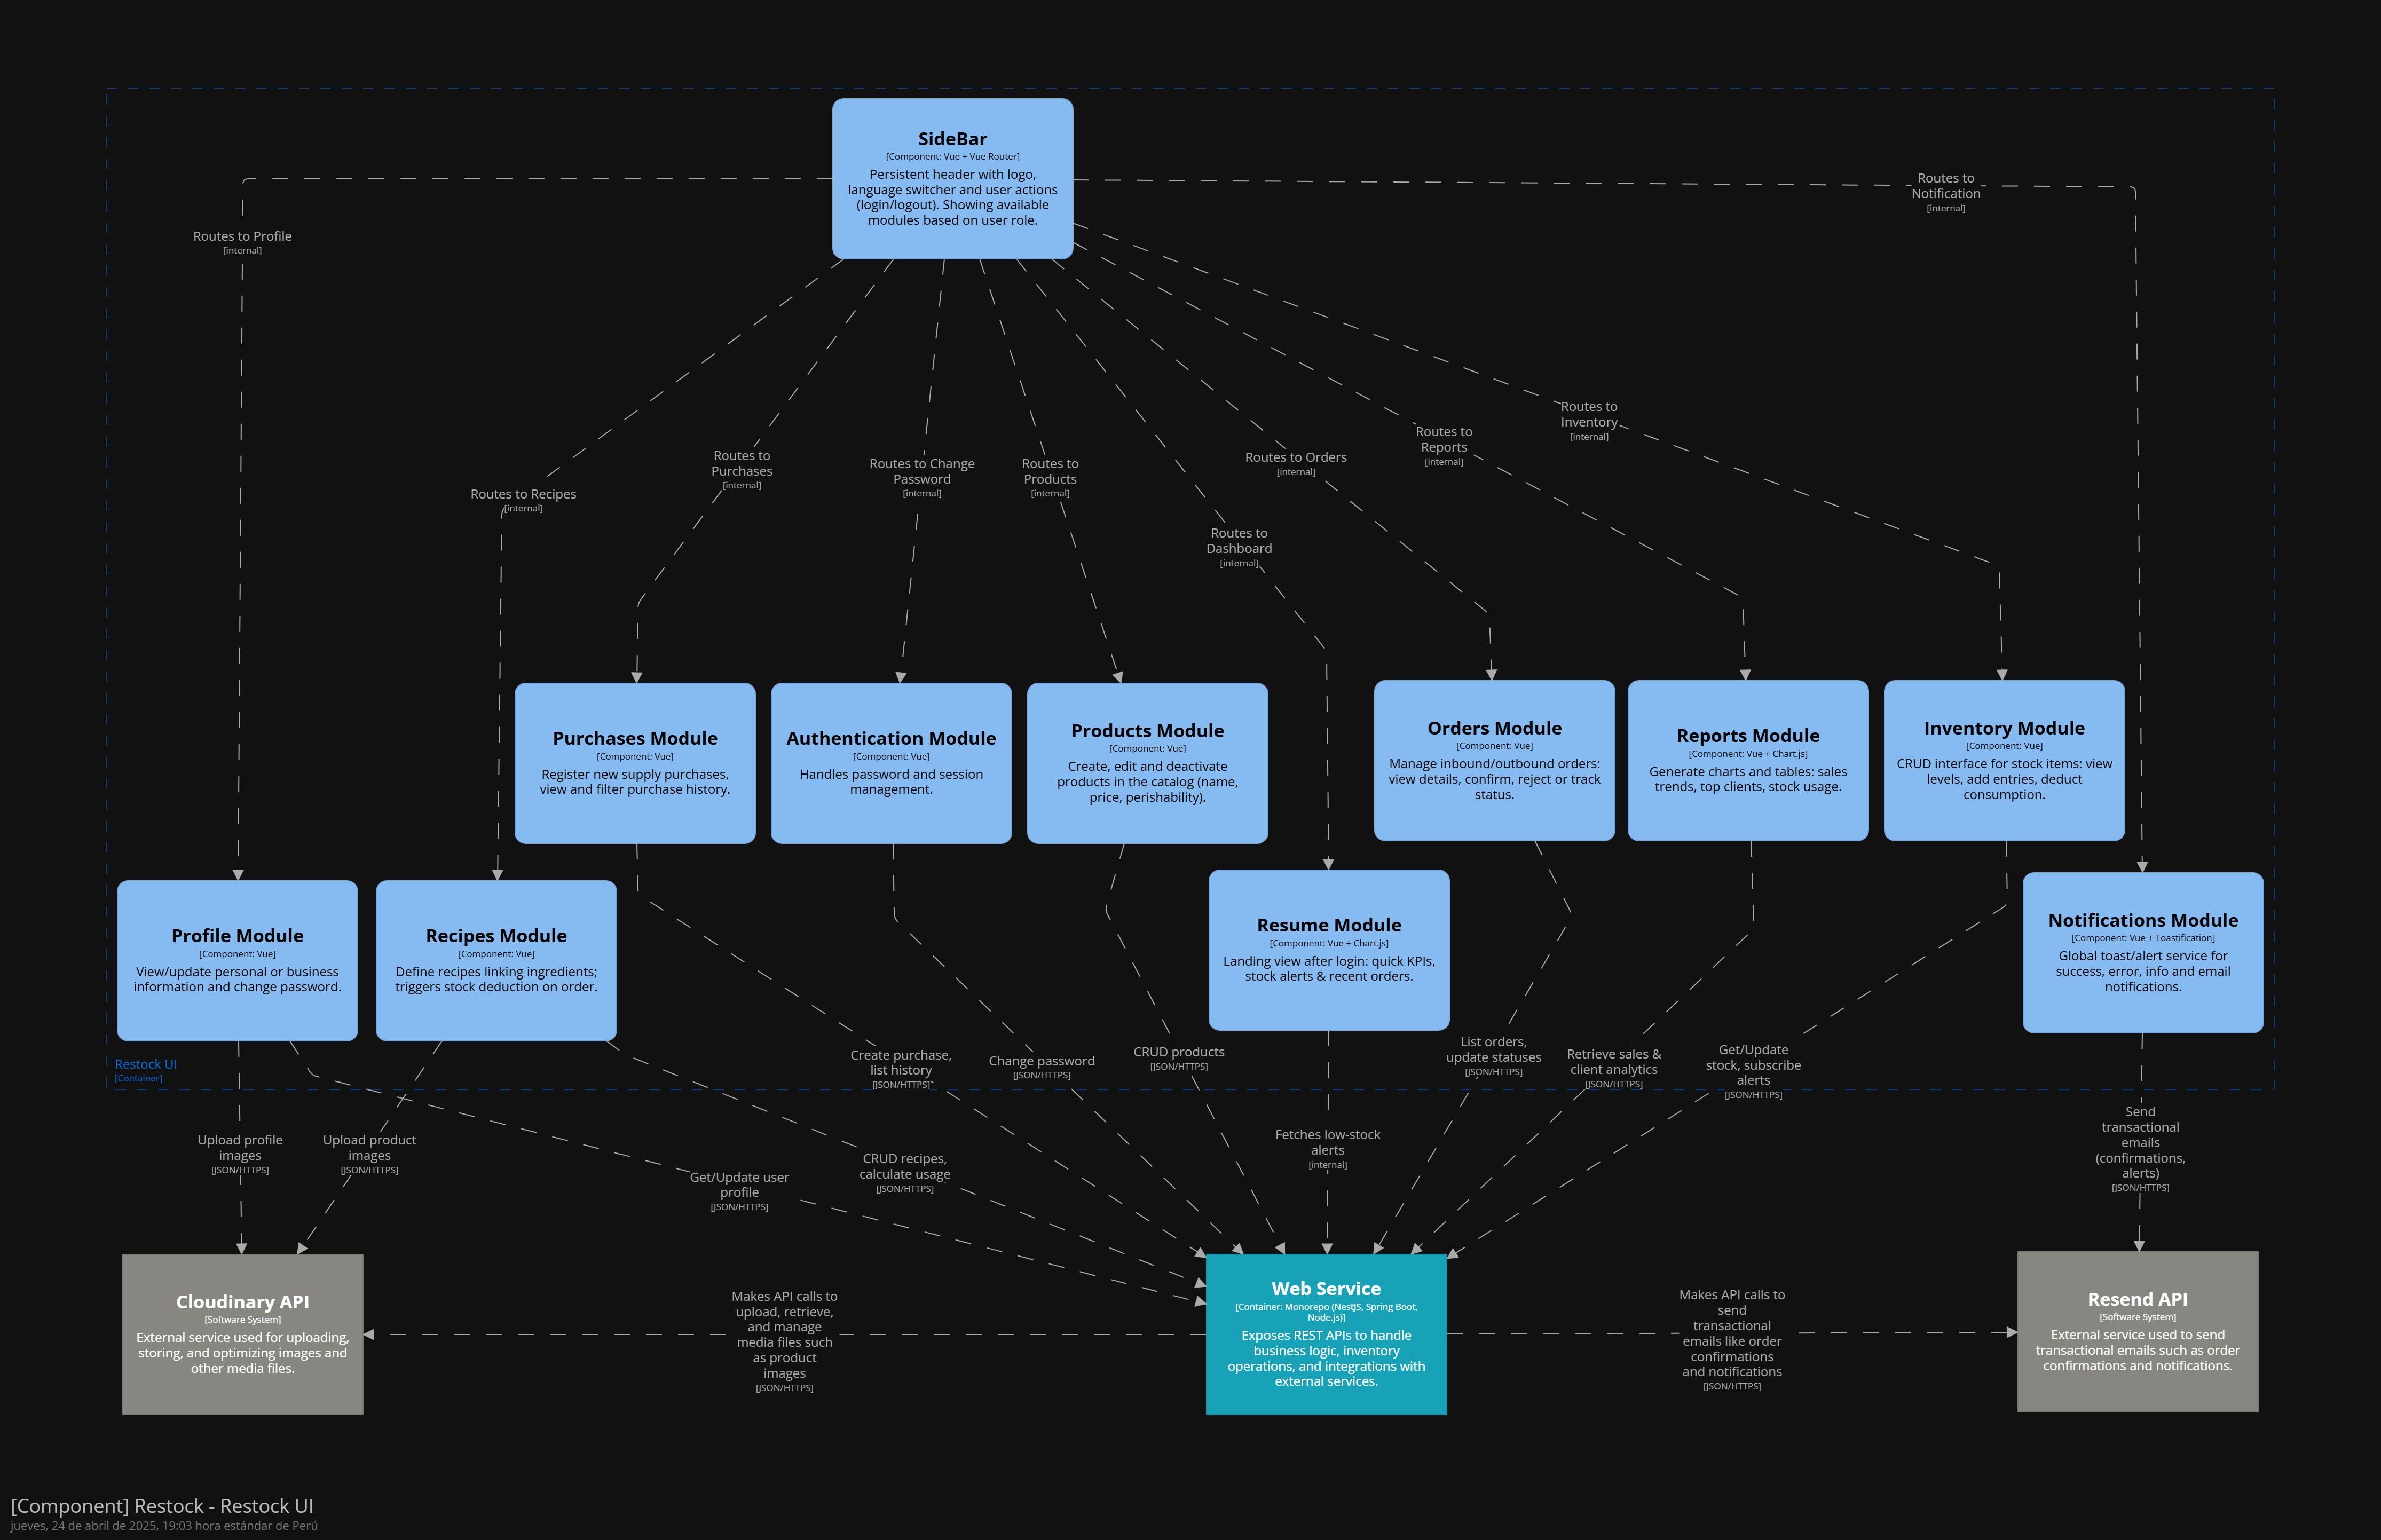 SideBar
[Component: Vue + Vue Router]
Persistent header with logo,
language switcher and user actions
(login/logout). Showing available
modules based on user role.
Routes to Profile
[internal]
Routes to
Notification
[internal]
Routes to Recipes
[internal]
Routes to
Purchases
[internal]
Routes to Change
Password
[internal]
Routes to
Products
[internal]
Routes to
Dashboard
[internal]
Routes to Orders
[internal]
Routes to
Reports
[internal]
Routes to
Inventory
[internal]
Purchases Module
[Component: Vue]
Register new supply purchases,
view and filter purchase history.
Authentication Module
[Component: Vue]
Handles password and session
management.
Products Module
[Component: Vue]
Create, edit and deactivate
products in the catalog (name,
price, perishability).
Orders Module
[Component: Vue]
Manage inbound/outbound orders:
view details, confirm, reject or track
status.
Reports Module
[Component: Vue + Chart.js]
Generate charts and tables: sales
trends, top clients, stock usage.
Inventory Module
[Component: Vue]
CRUD interface for stock items: view
levels, add entries, deduct
consumption.
Profile Module
[Component: Vue]
View/update personal or business
information and change password.
Recipes Module
[Component: Vue]
Define recipes linking ingredients;
triggers stock deduction on order.
Resume Module
[Component: Vue + Chart.js]
Landing view after login: quick KPIs,
stock alerts & recent orders.
Notifications Module
[Component: Vue + Toastification]
Global toast/alert service for
success, error, info and email
notifications.
Restock UI
[Container]
Create purchase,
list history
[JSON/HTTPS]
Change password
[JSON/HTTPS]
CRUD products
[JSON/HTTPS]
List orders,
update statuses
[JSON/HTTPS]
Retrieve sales &
client analytics
[JSON/HTTPS]
Get/Update
stock, subscribe
alerts
[JSON/HTTPS]
Upload profile
images
[JSON/HTTPS]
Upload product
images
[JSON/HTTPS]
Get/Update user
profile
[JSON/HTTPS]
CRUD recipes,
calculate usage
[JSON/HTTPS]
Fetches low-stock
alerts
[internal]
Send
transactional
emails
(confirmations,
alerts)
[JSON/HTTPS]
Cloudinary API
[Software System]
External service used for uploading,
storing, and optimizing images and
other media files.
Makes API calls to
upload, retrieve,
and manage
media files such
as product
images
[JSON/HTTPS]
Web Service
[Container: Monorepo (NestJS, Spring Boot,
Node.js)]
Exposes REST APIs to handle
business logic, inventory
operations, and integrations with
external services.
Makes API calls to
send
transactional
emails like order
confirmations
and notifications
[JSON/HTTPS]
Resend API
[Software System]
External service used to send
transactional emails such as order
confirmations and notifications.
[Component] Restock - Restock UI
jueves, 24 de abril de 2025, 19:03 hora estándar de Perú